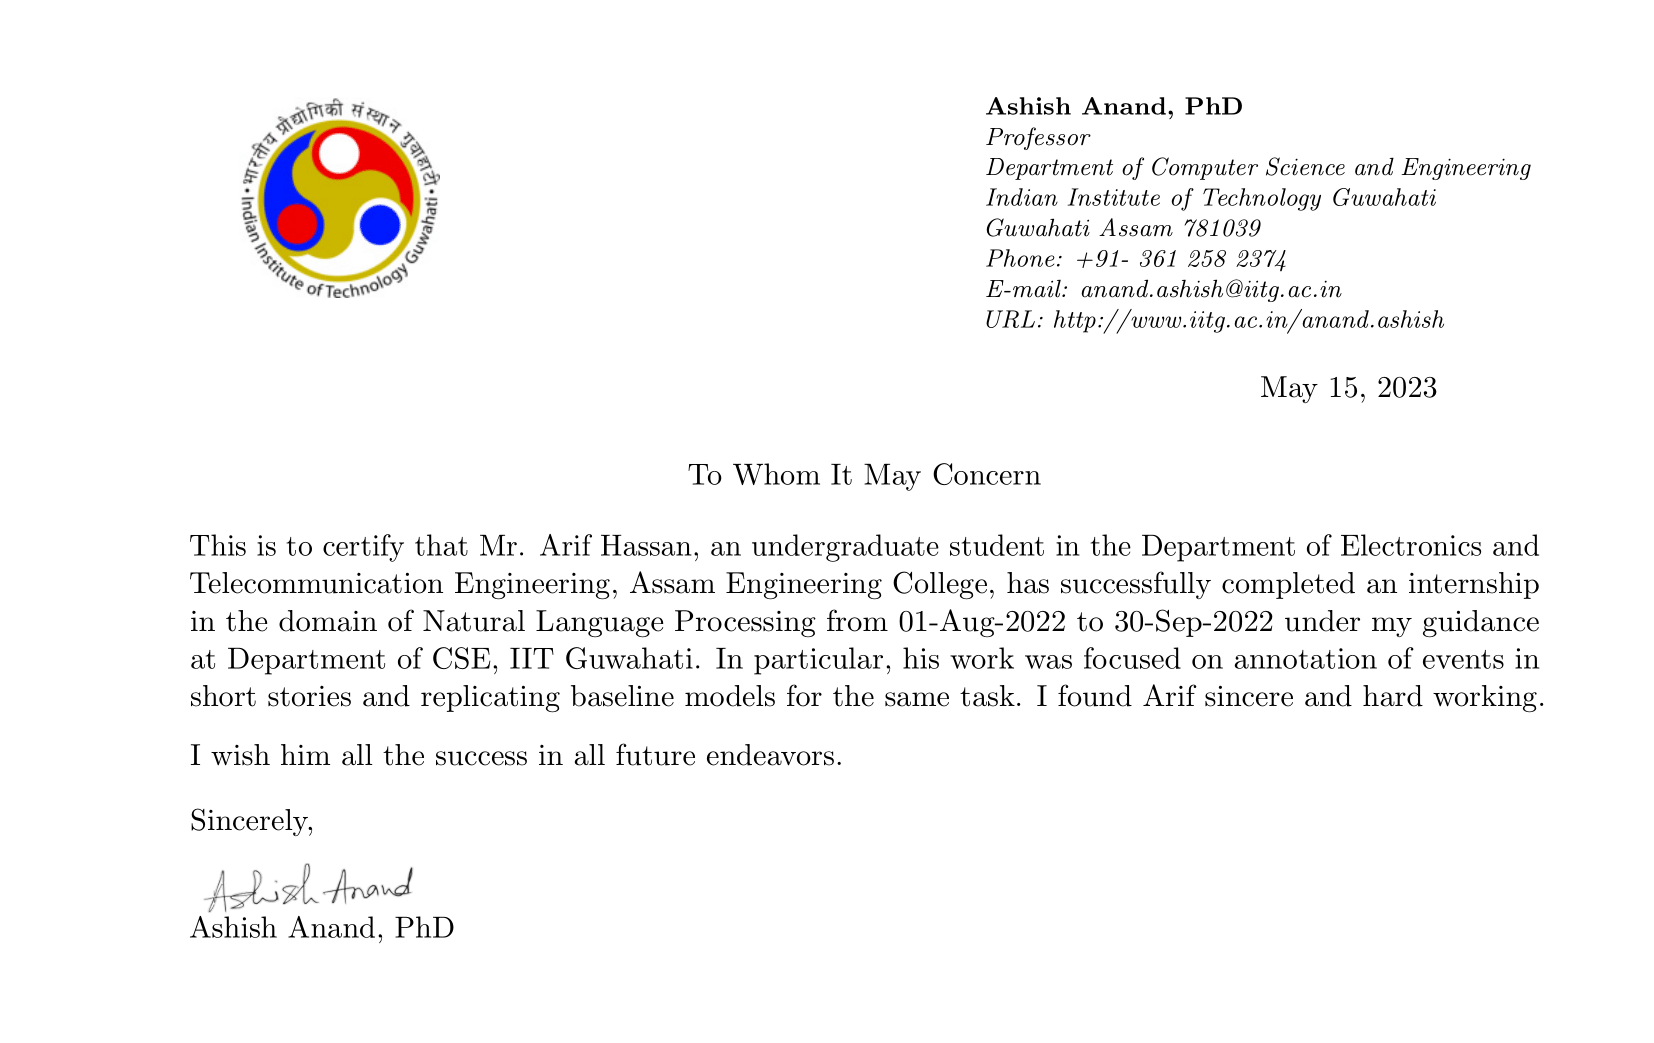 भारतीय प्रौद्योगिकी संस्थान गुवाहाटी
• Indian Institute of Technology Guwahati •
Ashish Anand, PhD
Professor
Department of Computer Science and Engineering
Indian Institute of Technology Guwahati
Guwahati Assam 781039
Phone: +91- 361 258 2374
E-mail: anand.ashish@iitg.ac.in
URL: http://www.iitg.ac.in/anand.ashish
May 15, 2023
To Whom It May Concern
This is to certify that Mr. Arif Hassan, an undergraduate student in the Department of Electronics and
Telecommunication Engineering, Assam Engineering College, has successfully completed an internship
in the domain of Natural Language Processing from 01-Aug-2022 to 30-Sep-2022 under my guidance
at Department of CSE, IIT Guwahati. In particular, his work was focused on annotation of events in
short stories and replicating baseline models for the same task. I found Arif sincere and hard working.
I wish him all the success in all future endeavors.
Sincerely,
Ashish Anand
Ashish Anand, PhD